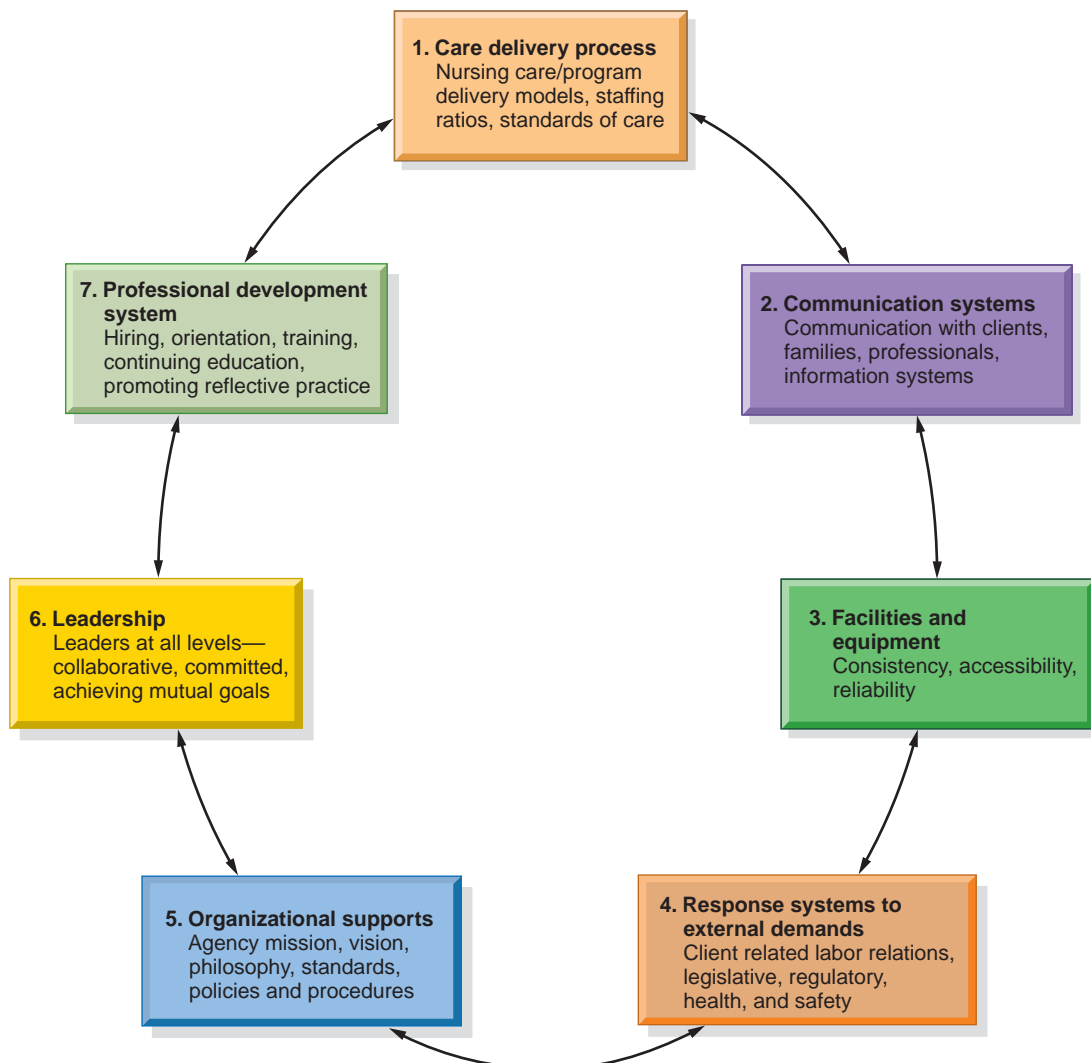 1. Care delivery process
Nursing care/program
delivery models, staffing
ratios, standards of care
2. Communication systems
Communication with clients,
families, professionals,
information systems
3. Facilities and
equipment
Consistency, accessibility,
reliability
4. Response systems to
external demands
Client related labor relations,
legislative, regulatory,
health, and safety
5. Organizational supports
Agency mission, vision,
philosophy, standards,
policies and procedures
6. Leadership
Leaders at all levels—
collaborative, committed,
achieving mutual goals
7. Professional development
system
Hiring, orientation, training,
continuing education,
promoting reflective practice